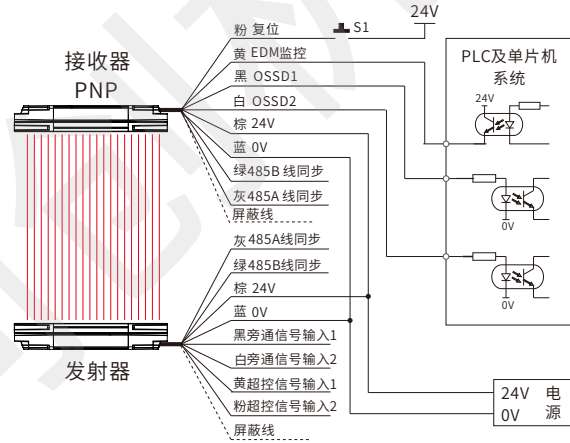 接收器
PNP
粉 复位
S1
24V
黄 EDM监控
黑 OSSD1
白 OSSD2
棕 24V
蓝 0V
绿485B 线同步
灰485A 线同步
屏蔽线
PLC及单片机
系统
24V
0V
0V
灰 485A线同步
绿485B线同步
棕 24V
蓝 0V
黑旁通信号输入1
白旁通信号输入2
黄超控信号输入1
粉超控信号输入2
屏蔽线
发射器
24V 电
0V 源